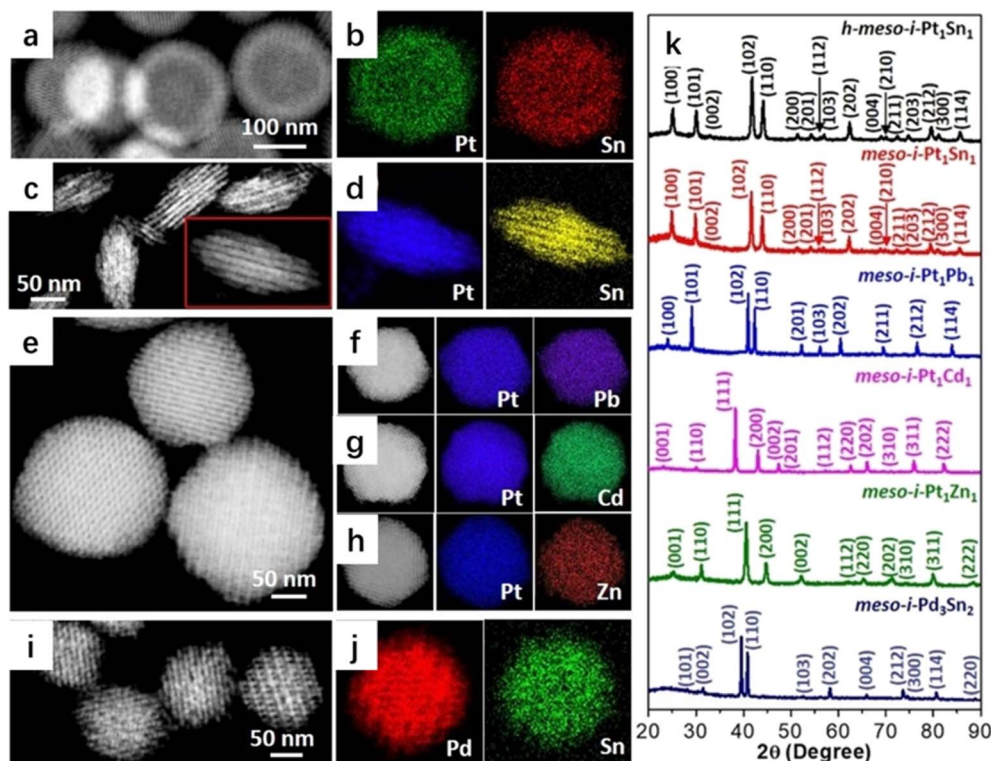 a
100 nm
b
Pt
Sn
c
50 nm
d
Pt
Sn
e
50 nm
f
Pt
Pb
g
Pt
Cd
h
Pt
Zn
i
50 nm
j
Pd
Sn
k
h-meso-i-Pt₁Sn₁
(100)
(101)
(002)
(102)
(110)
(200)
(201)
(112)
(103)
(202)
(004)
(210)
(211)
(203)
(212)
(300)
(114)
meso-i-Pt₁Sn₁
(100)
(101)
(002)
(102)
(110)
(200)
(201)
(112)
(103)
(202)
(004)
(210)
(211)
(203)
(212)
(300)
(114)
meso-i-Pt₁Pb₁
(100)
(101)
(102)
(110)
(201)
(103)
(202)
(211)
(212)
(114)
meso-i-Pt₁Cd₁
(001)
(110)
(111)
(200)
(002)
(201)
(112)
(220)
(202)
(310)
(311)
(222)
meso-i-Pt₁Zn₁
(001)
(110)
(111)
(200)
(002)
(112)
(220)
(202)
(310)
(311)
(222)
meso-i-Pd₃Sn₂
(101)
(002)
(102)
(110)
(103)
(202)
(004)
(212)
(300)
(114)
(220)
20 30 40 50 60 70 80 90
2θ (Degree)